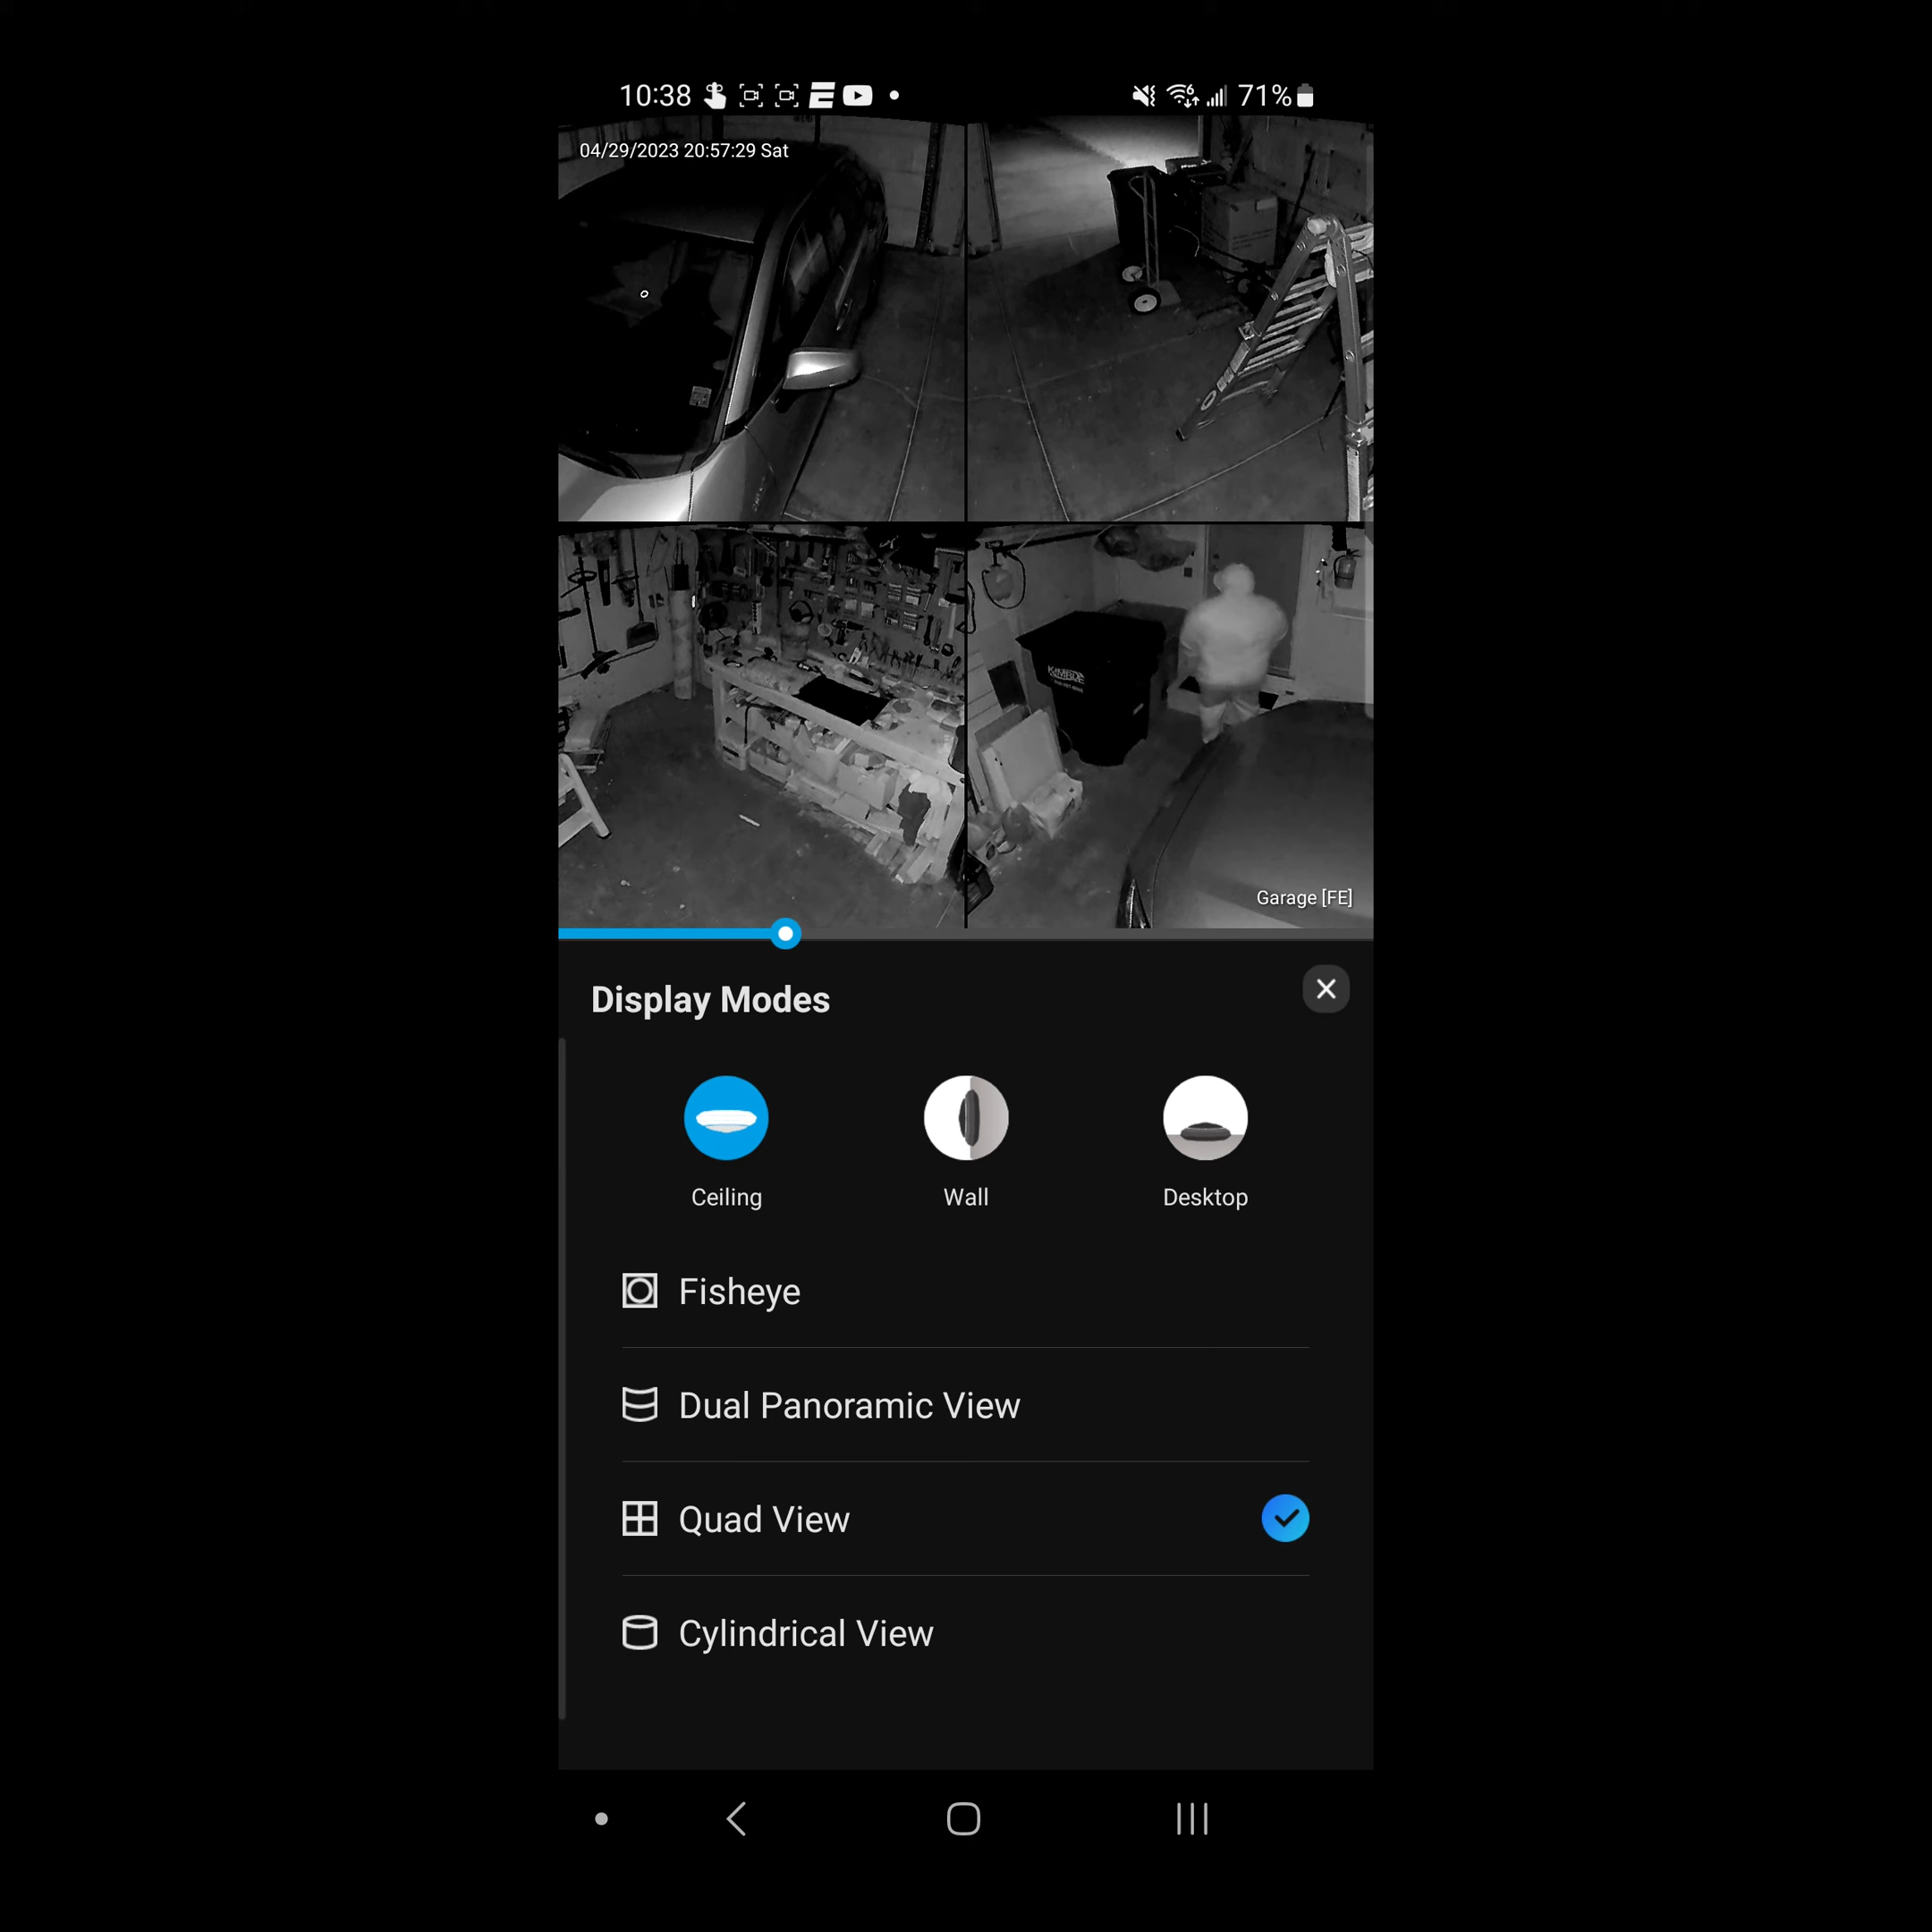 10:38
71%
04/29/2023 20:57:29 Sat
KIMBLE
Garage [FE]
Display Modes
Ceiling
Wall
Desktop
Fisheye
Dual Panoramic View
Quad View
Cylindrical View